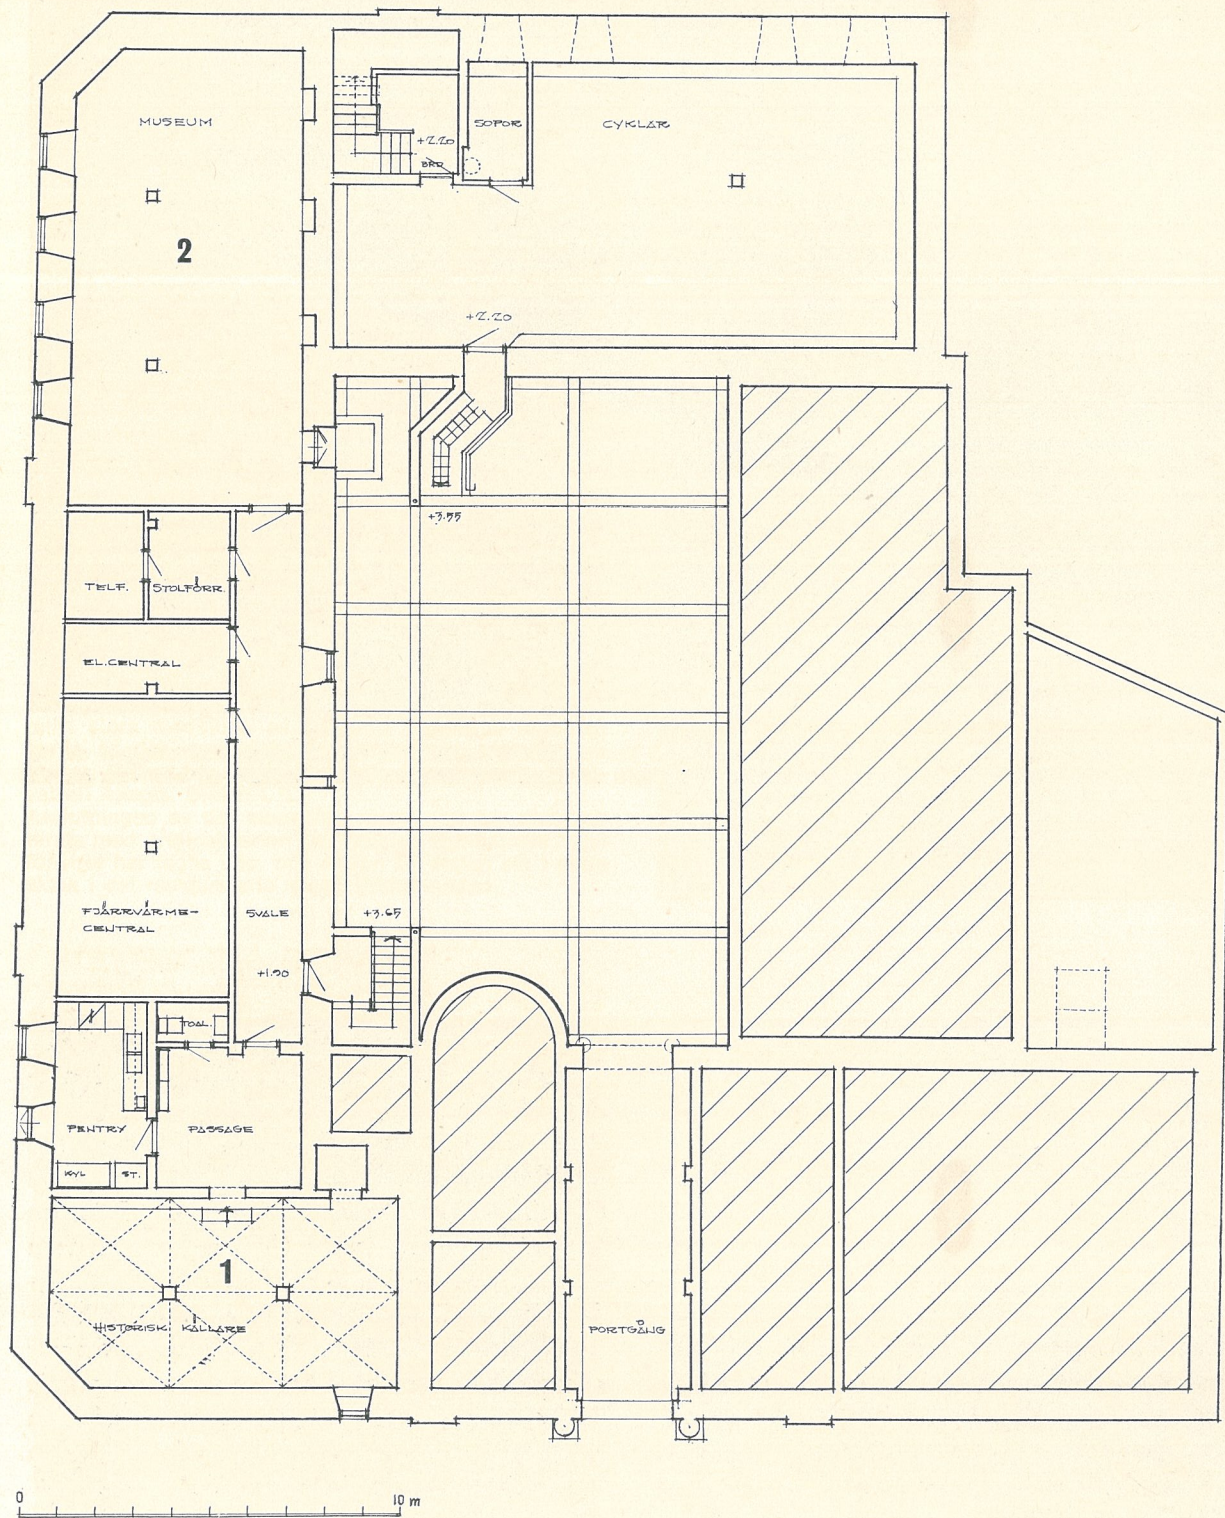 MUSEUM
2
+2.20
BRD
SOPOR
CYKLAR
+2.20
+3.55
TELF.
STOLFÖRR.
EL.CENTRAL
FJÄRRVÄRME-
CENTRAL
SVALE
+3.65
+1.90
TOAL.
PENTRY
PASSAGE
KYL
ST.
1
HISTORISK KÄLLARE
PORTGÅNG
0
10 m